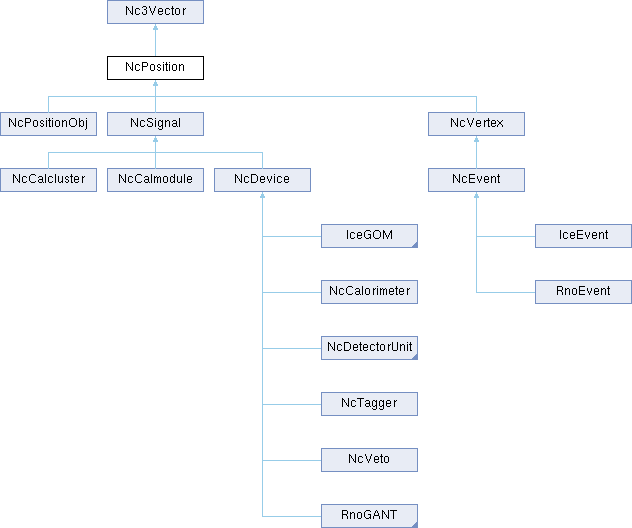 Nc3Vector
NcPosition
NcPositionObj
NcSignal
NcVertex
NcCalcluster
NcCalmodule
NcDevice
NcEvent
IceGOM
IceEvent
NcCalorimeter
RnoEvent
NcDetectorUnit
NcTagger
NcVeto
RnoGANT